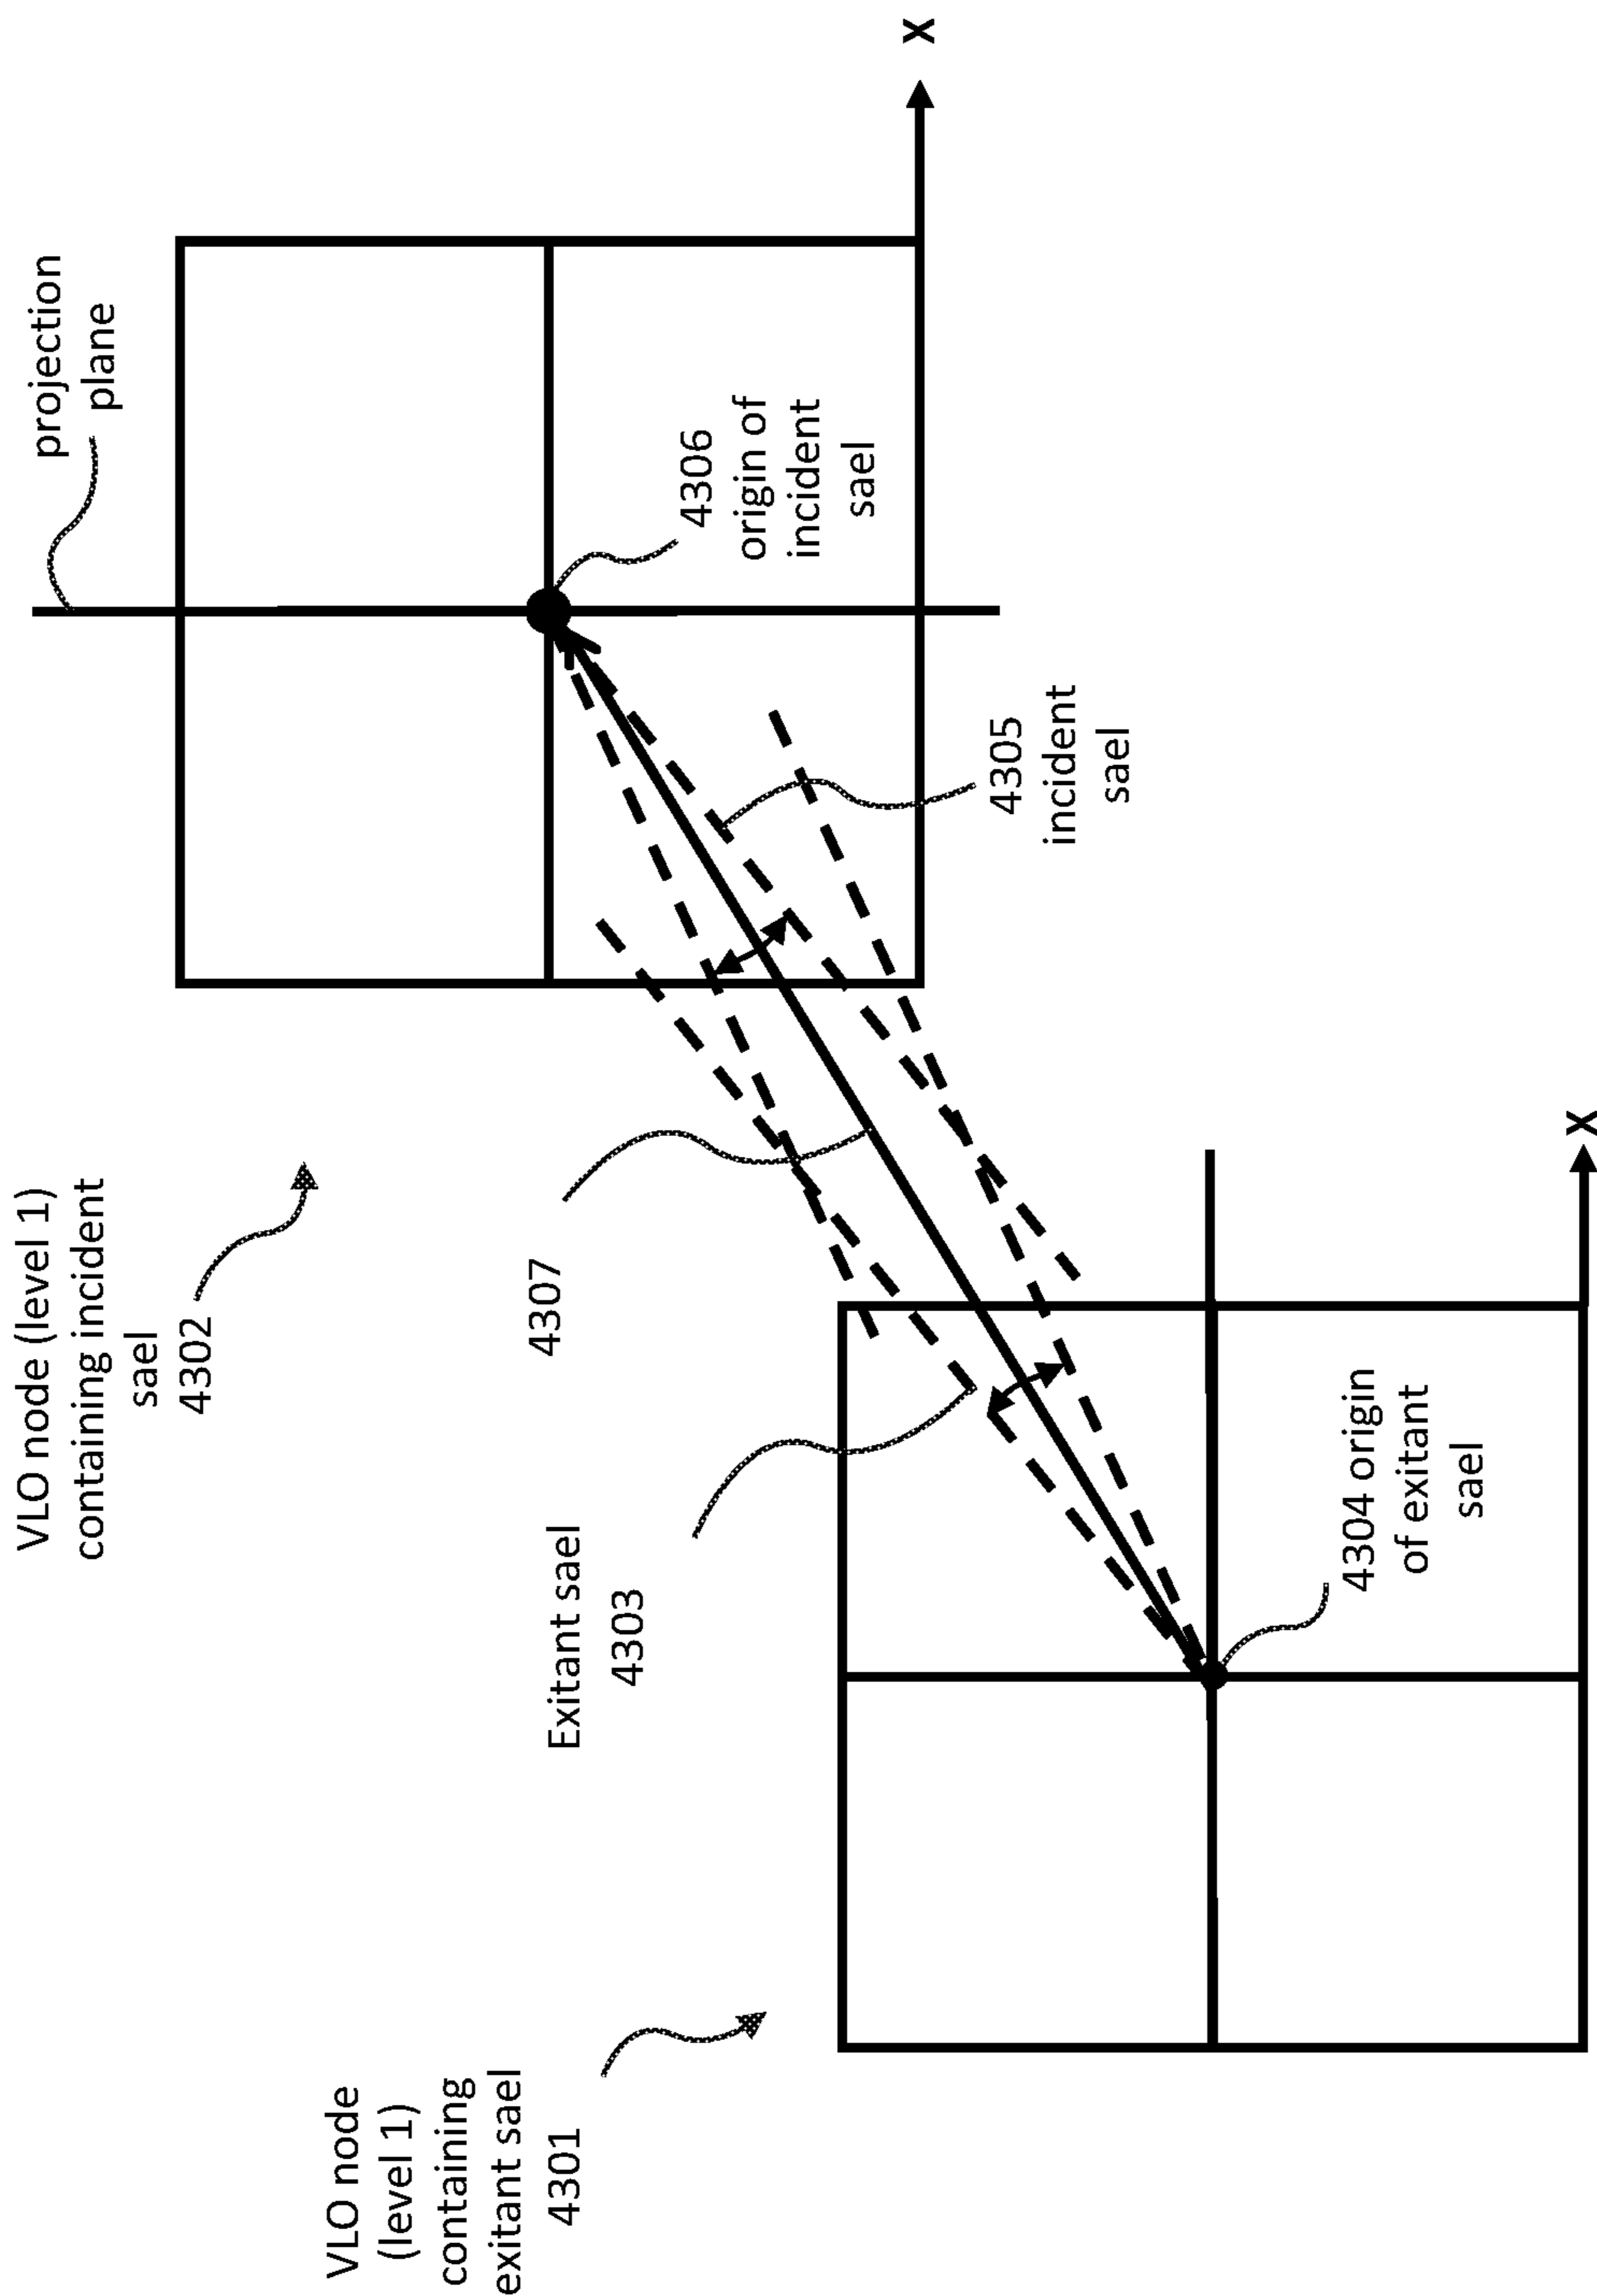 VLO node
(level 1)
containing
exitant sael
4301
VLO node (level 1)
containing incident
sael
4302
Exitant sael
4303
4307
projection
plane
4306
origin of
incident
sael
4305
incident
sael
4304 origin
of exitant
sael
X
X